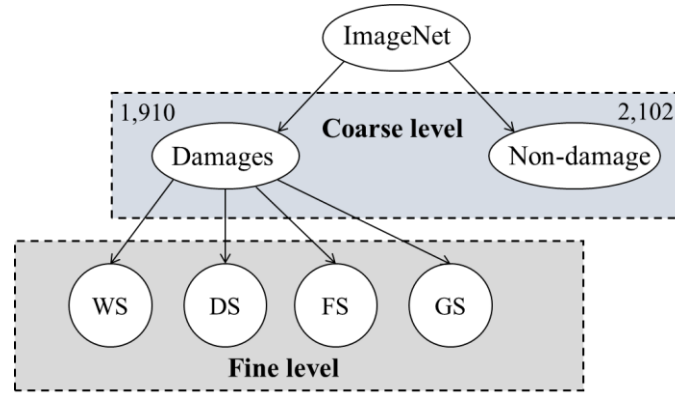 ImageNet
1,910
2,102
Coarse level
Damages
Non-damage
WS
DS
FS
GS
Fine level